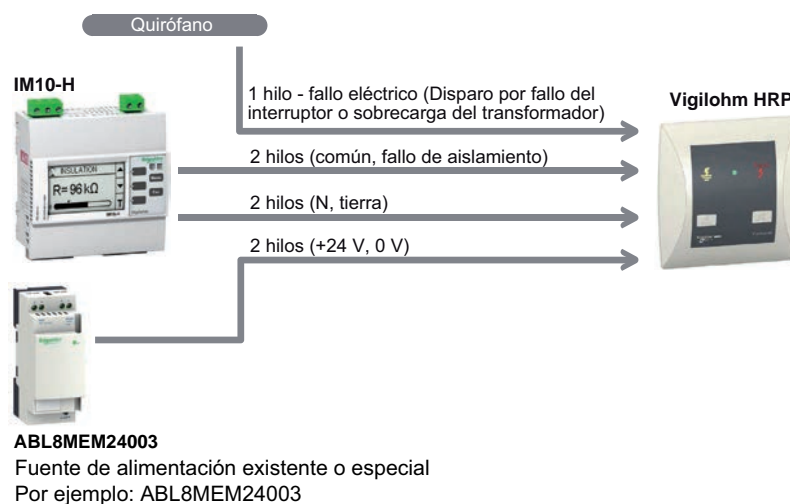 Quirófano
IM10-H
1 hilo - fallo eléctrico (Disparo por fallo del
interruptor o sobrecarga del transformador)
Vigilohm HRP
INSULATION
R= 96 kΩ
2 hilos (común, fallo de aislamiento)
2 hilos (N, tierra)
2 hilos (+24 V, 0 V)
ABL8MEM24003
Fuente de alimentación existente o especial
Por ejemplo: ABL8MEM24003